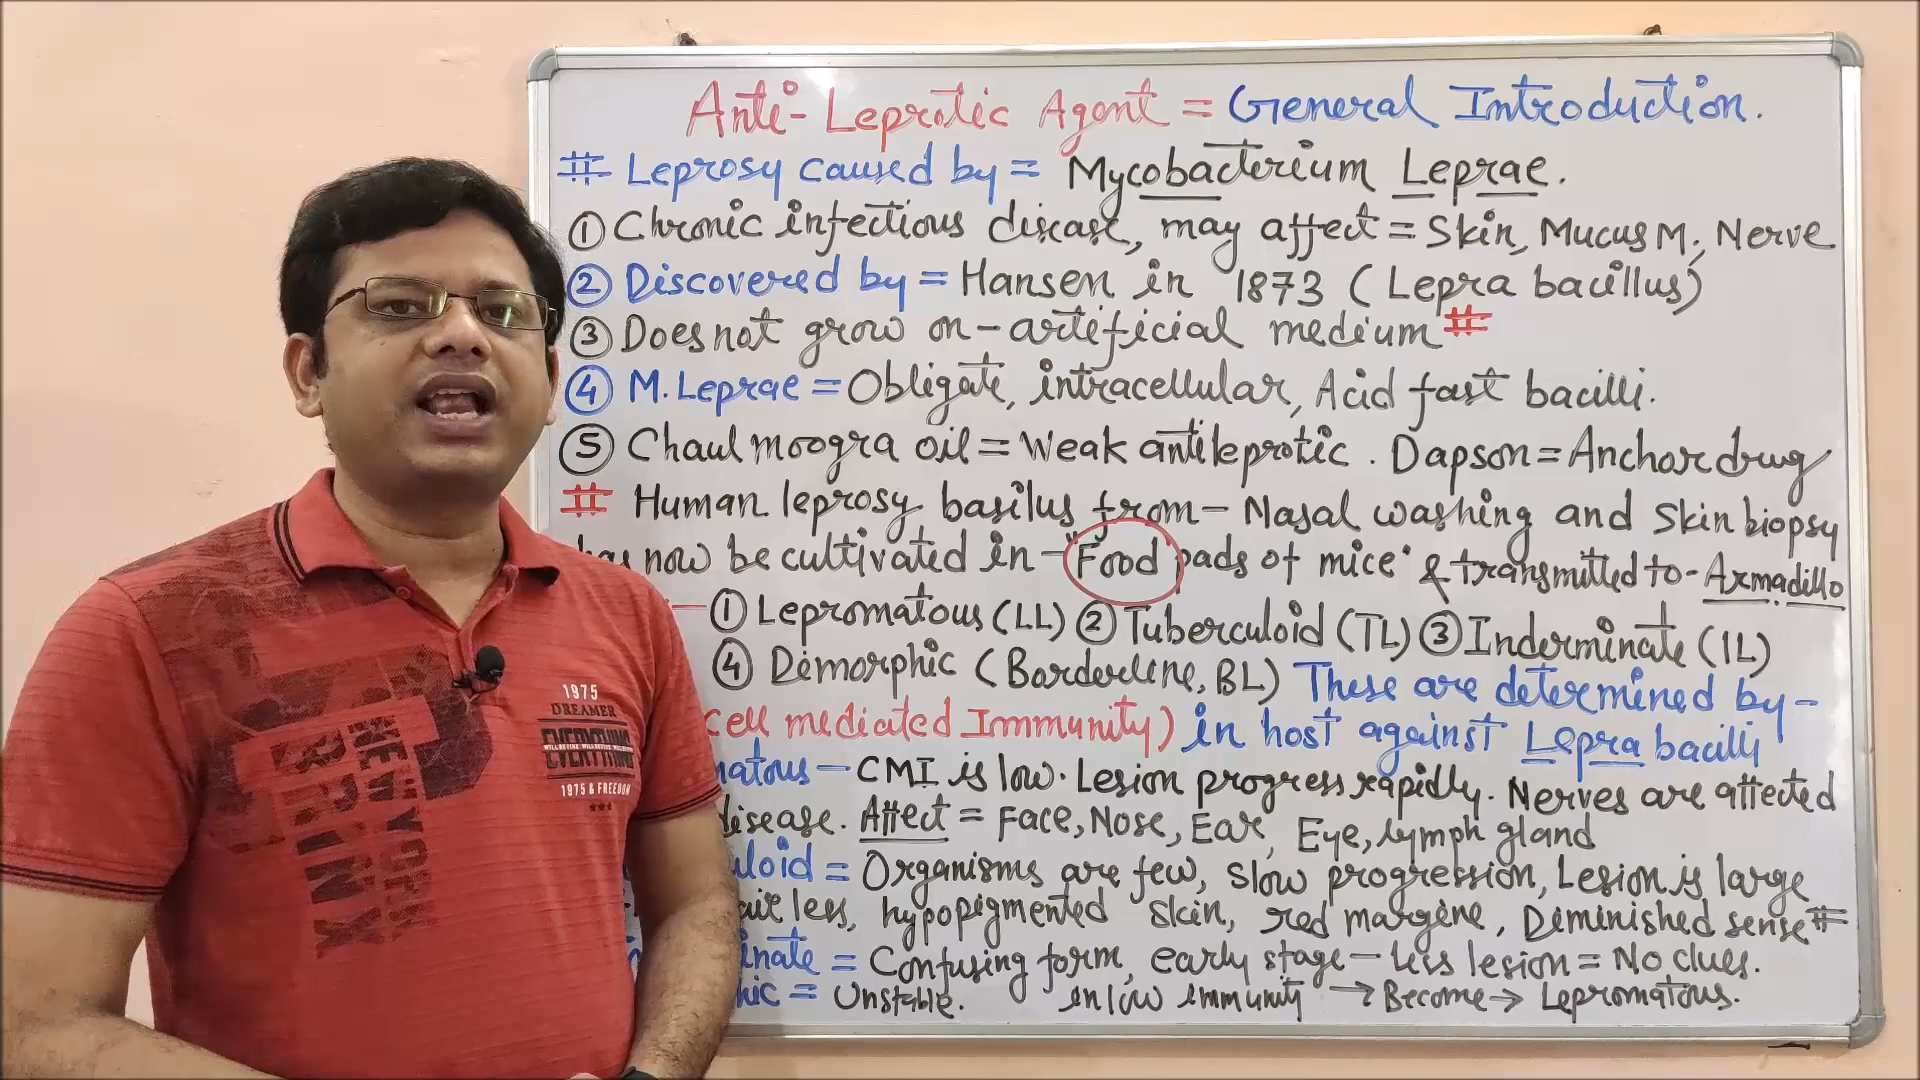 Anti-Leprotic Agent = General Introduction.
# Leprosy caused by = Mycobacterium Leprae.
① Chronic infectious disease, may affect = Skin, Mucus M, Nerve
② Discovered by = Hansen in 1873 (Lepra bacillus)
③ Does not grow on - artificial medium #
④ M. Leprae = Obligate, intracellular, Acid fast bacilli.
⑤ Chaulmoogra oil = Weak antileprotic. Dapson = Anchor drug
# Human leprosy basilus from - Nasal washing and Skin biopsy
now be cultivated in - "Food pads of mice" & transmitted to - Armadillo
— ① Lepromatous (LL) ② Tuberculoid (TL) ③ Inderminate (IL)
④ Dimorphic (Borderline, BL) These are determined by -
cell mediated Immunity) in host against Lepra bacilli
matous - CMI is low. Lesion progress rapidly. Nerves are affected
disease. Affect = Face, Nose, Ear, Eye, lymph gland
uloid = Organisms are few, slow progression, Lesion is large
less, hypopigmented skin, red margine, Diminished sense #
inate = Confusing form, early stage - less lesion = No clues.
hic = Unstable. in low immunity → Become → Lepromatous.
1975
DREAMER
EVERYTHING
EVERYTHING
1975 & FREEDOM
NEW YORK